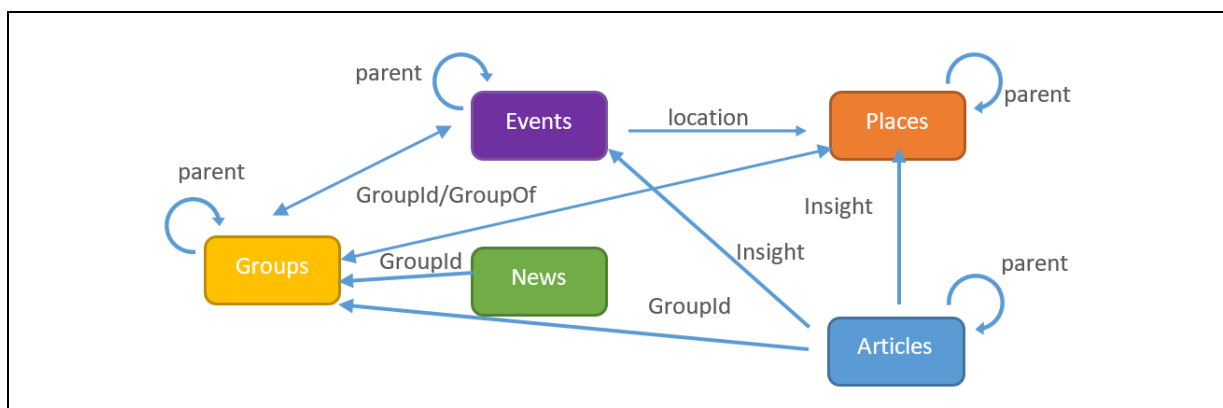 parent
Events
location
Places
parent
parent
GroupId/GroupOf
Insight
Groups
GroupId
News
Insight
parent
GroupId
Articles